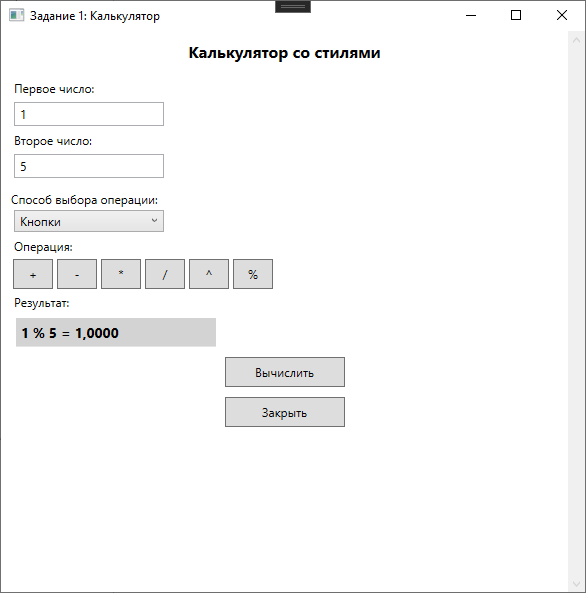 Задание 1: Калькулятор
Калькулятор со стилями
Первое число:
1
Второе число:
5
Способ выбора операции:
Кнопки
Операция:
+ - * / ^ %
Результат:
1 % 5 = 1,0000
Вычислить
Закрыть